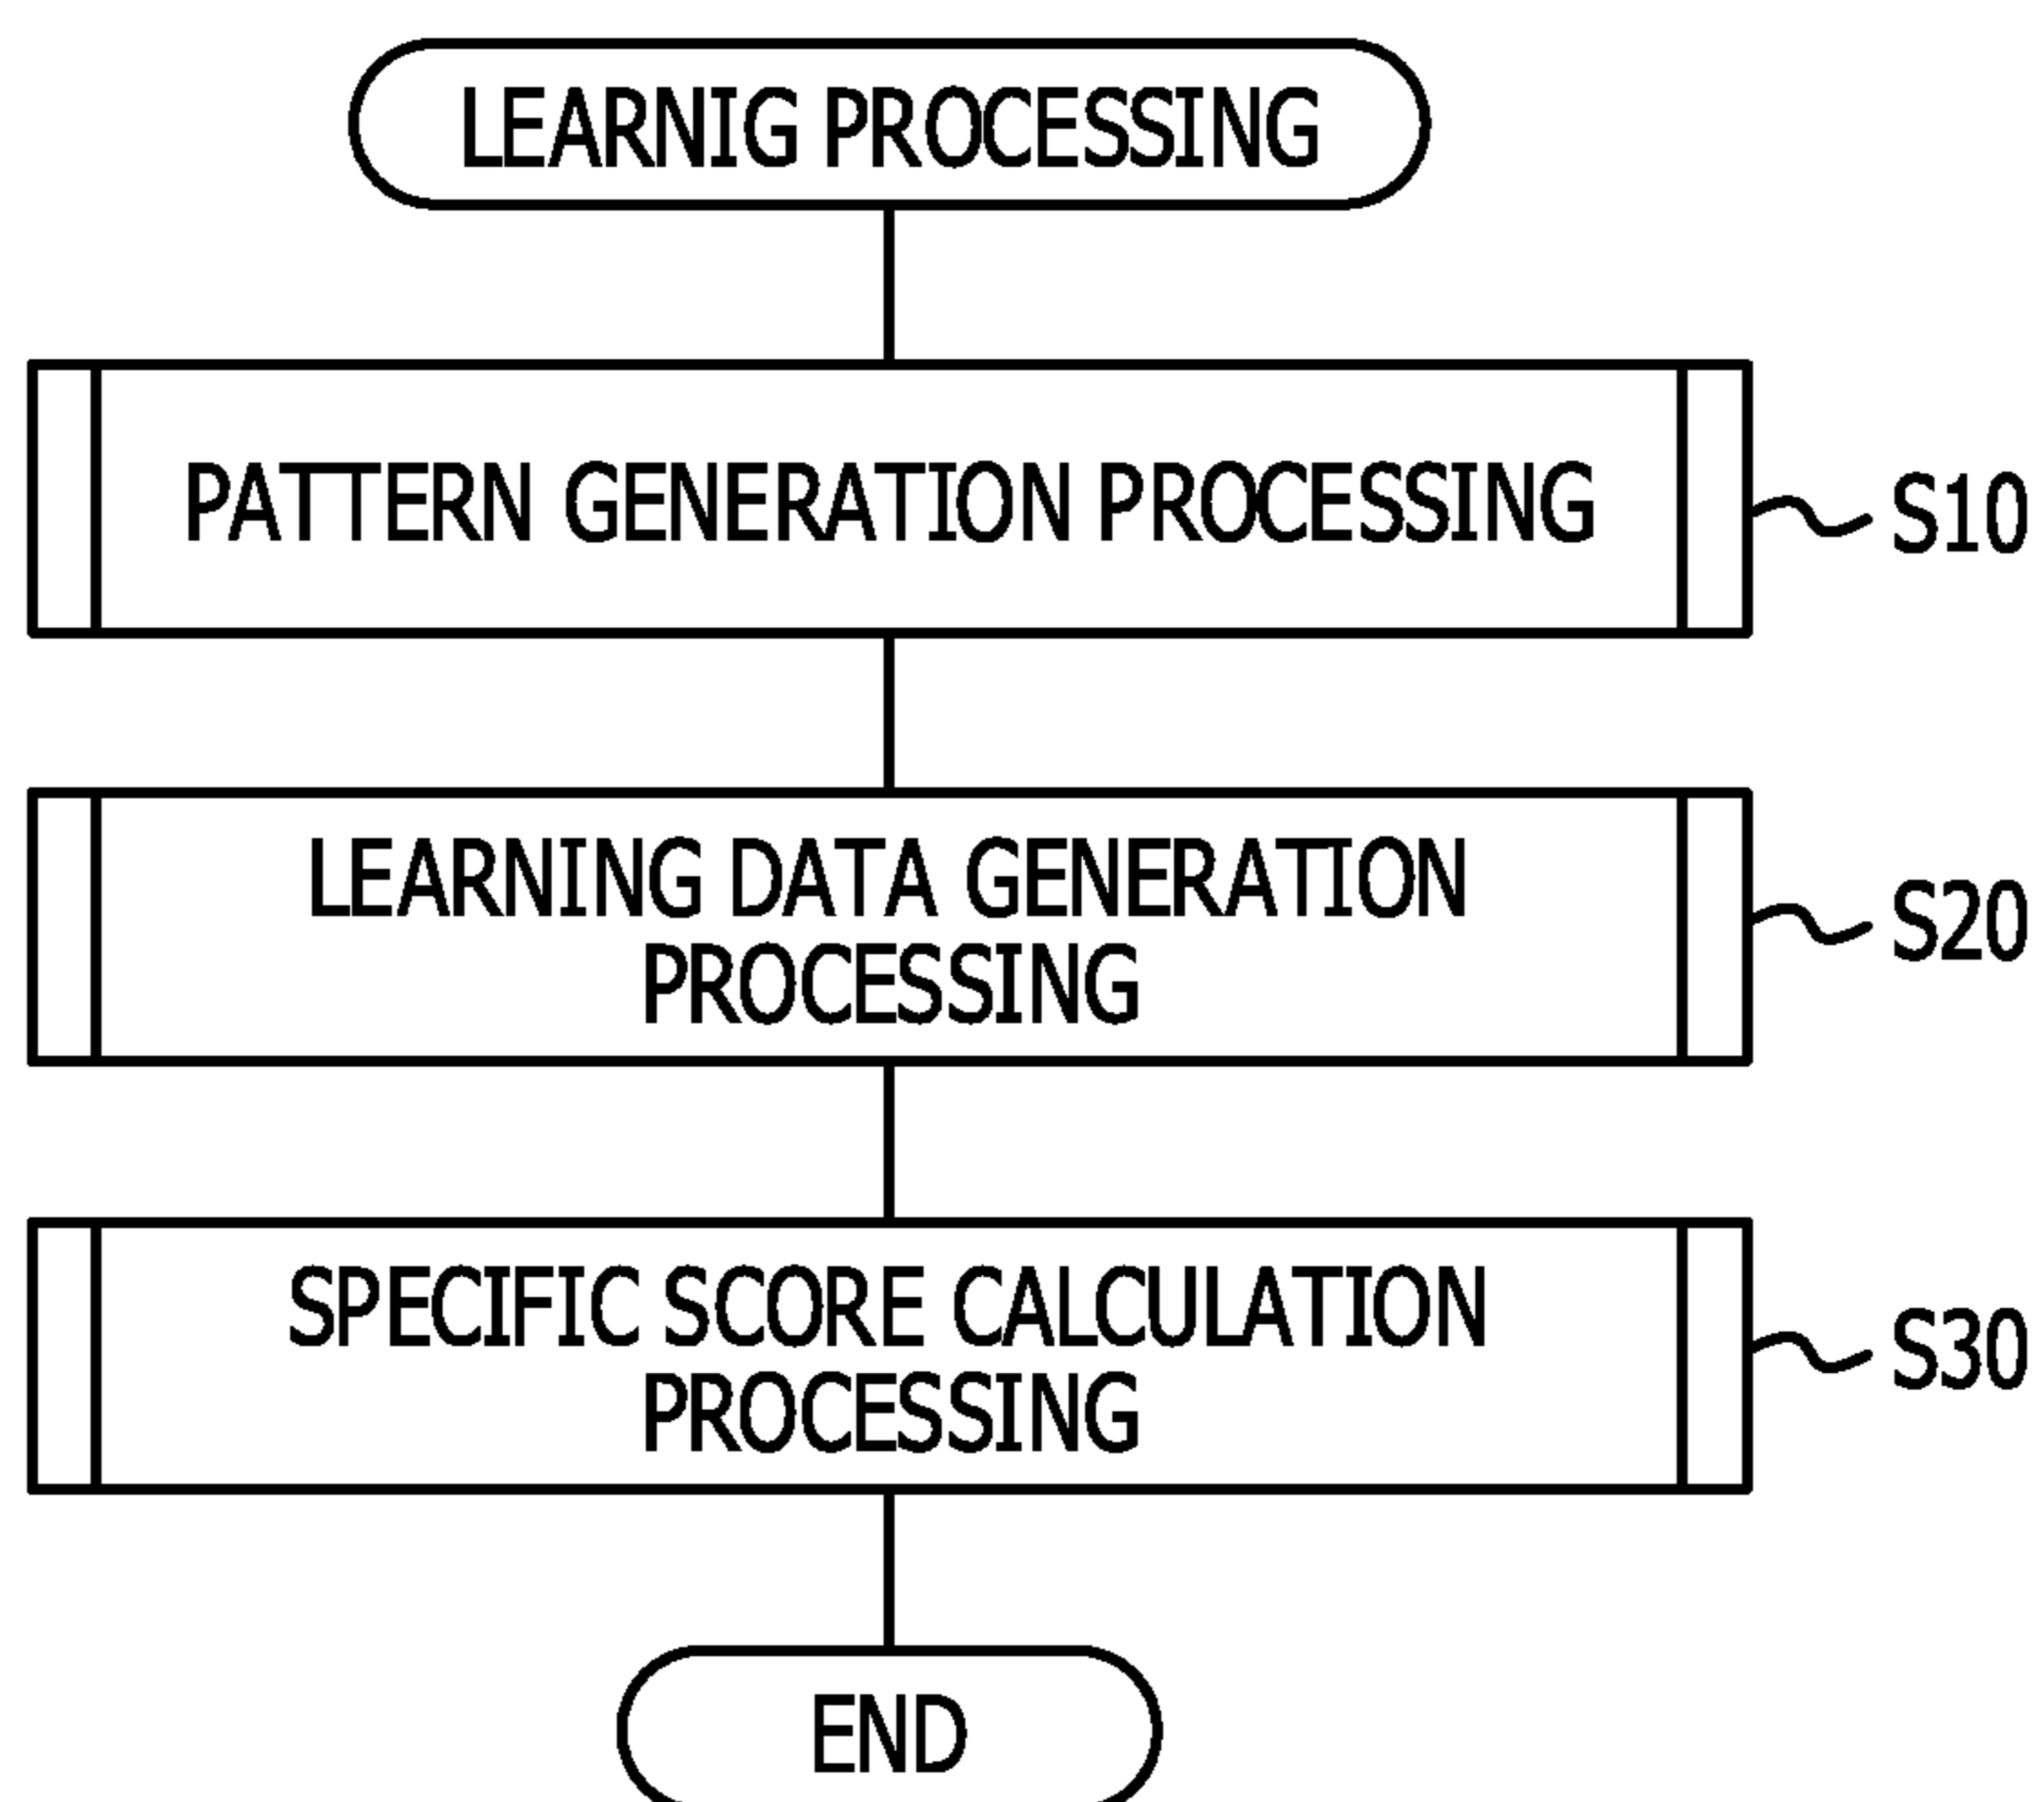 LEARNIG PROCESSING
PATTERN GENERATION PROCESSING
S10
LEARNING DATA GENERATION
PROCESSING
S20
SPECIFIC SCORE CALCULATION
PROCESSING
S30
END